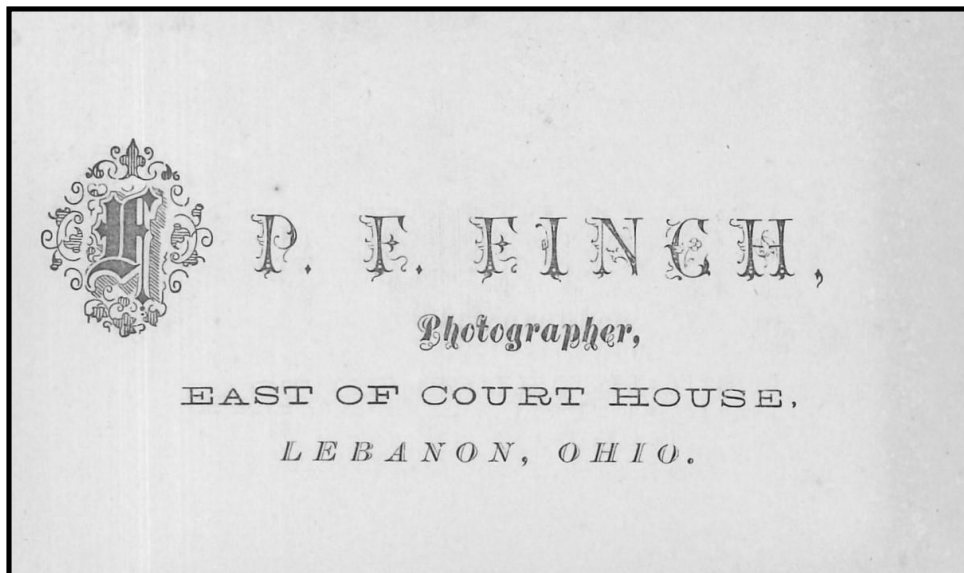 F P. F. FINCH,
Photographer,
EAST OF COURT HOUSE,
LEBANON, OHIO.